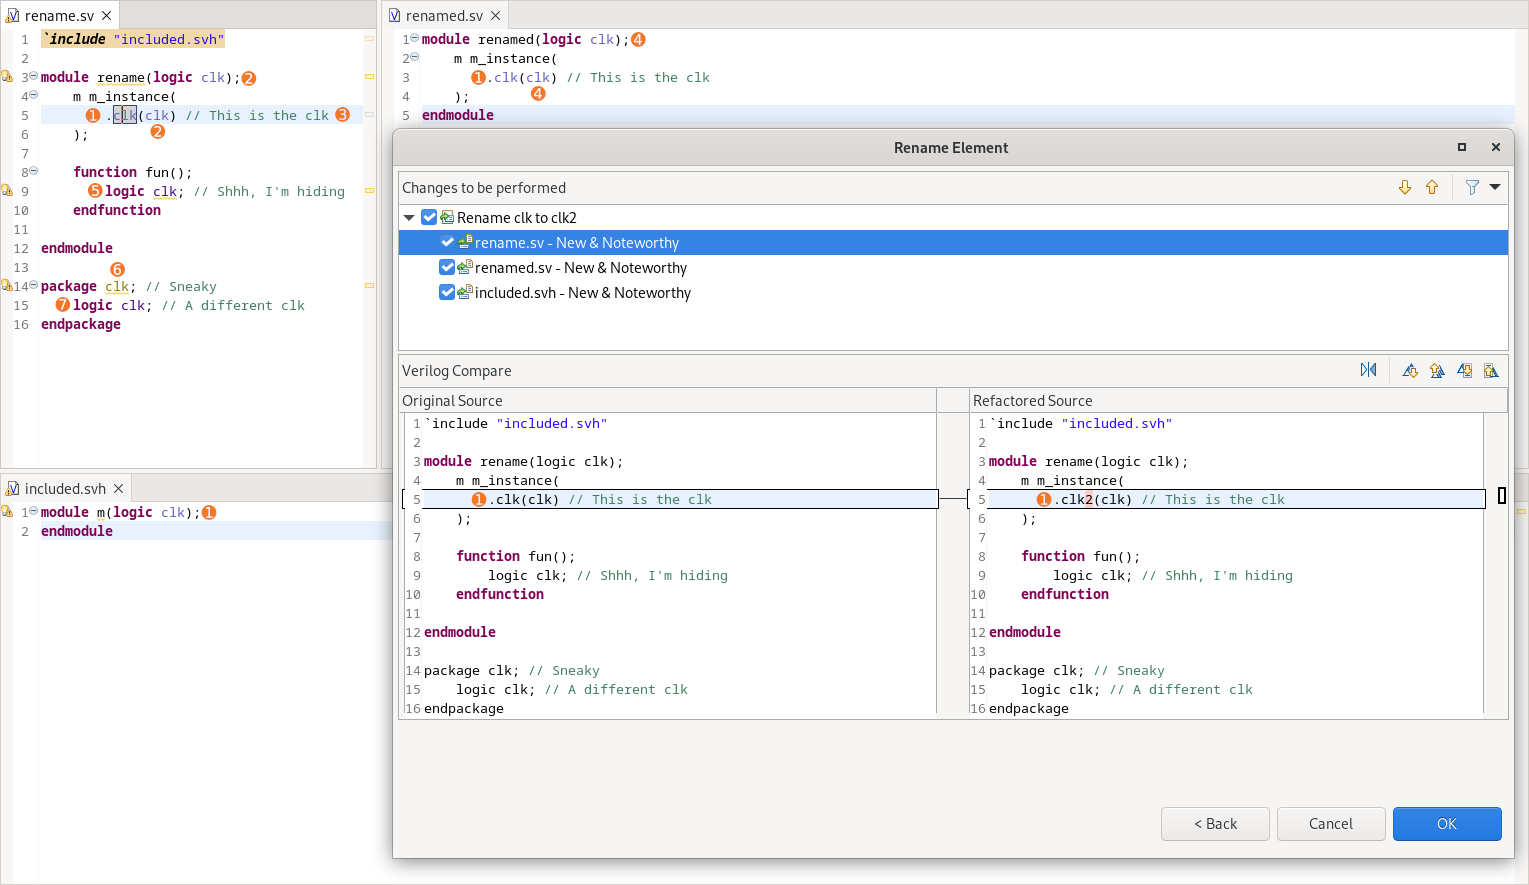 rename.sv
1 `include "included.svh"
2
3 module rename(logic clk); 2
4 m m_instance(
5 1 .clk(clk) // This is the clk 3
2
6 );
7
8 function fun();
9 5 logic clk; // Shhh, I'm hiding
10 endfunction
11
12 endmodule
13
6
14 package clk; // Sneaky
15 7 logic clk; // A different clk
16 endpackage
renamed.sv
1 module renamed(logic clk); 4
2 m m_instance(
3 1 .clk(clk) // This is the clk
4
4 );
5 endmodule
included.svh
1 module m(logic clk); 1
2 endmodule
Rename Element
Changes to be performed
Rename clk to clk2
rename.sv - New & Noteworthy
renamed.sv - New & Noteworthy
included.svh - New & Noteworthy
Verilog Compare
Original Source
1 `include "included.svh"
2
3 module rename(logic clk);
4 m m_instance(
5 1 .clk(clk) // This is the clk
6 );
7
8 function fun();
9 logic clk; // Shhh, I'm hiding
10 endfunction
11
12 endmodule
13
14 package clk; // Sneaky
15 logic clk; // A different clk
16 endpackage
Refactored Source
1 `include "included.svh"
2
3 module rename(logic clk);
4 m m_instance(
5 1 .clk2(clk) // This is the clk
6 );
7
8 function fun();
9 logic clk; // Shhh, I'm hiding
10 endfunction
11
12 endmodule
13
14 package clk; // Sneaky
15 logic clk; // A different clk
16 endpackage
< Back
Cancel
OK